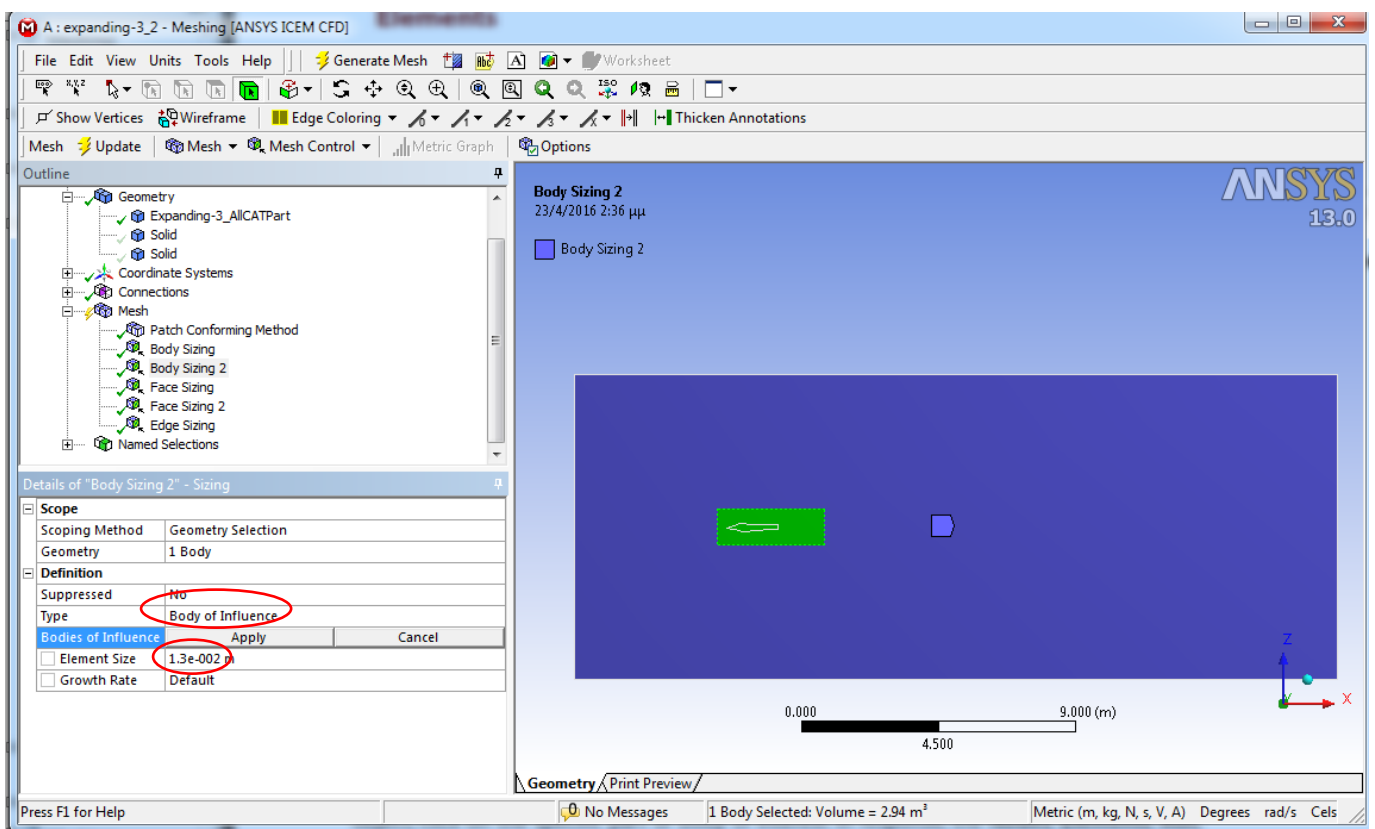 Elements
A : expanding-3_2 - Meshing [ANSYS ICEM CFD]
File Edit View Units Tools Help Generate Mesh Worksheet
Show Vertices Wireframe Edge Coloring Thicken Annotations
Mesh Update Mesh Mesh Control Metric Graph Options
Outline
Geometry
Expanding-3_AllCATPart
Solid
Solid
Coordinate Systems
Connections
Mesh
Patch Conforming Method
Body Sizing
Body Sizing 2
Face Sizing
Face Sizing 2
Edge Sizing
Named Selections
Details of "Body Sizing 2" - Sizing
Scope
Scoping Method Geometry Selection
Geometry 1 Body
Definition
Suppressed No
Type Body of Influence
Bodies of Influence Apply Cancel
Element Size 1.3e-002 m
Growth Rate Default
Body Sizing 2
23/4/2016 2:36 μμ
Body Sizing 2
ANSYS
13.0
Z
Y
X
0.000 9.000 (m)
4.500
Geometry Print Preview
Press F1 for Help No Messages 1 Body Selected: Volume = 2.94 m³ Metric (m, kg, N, s, V, A) Degrees rad/s Cels